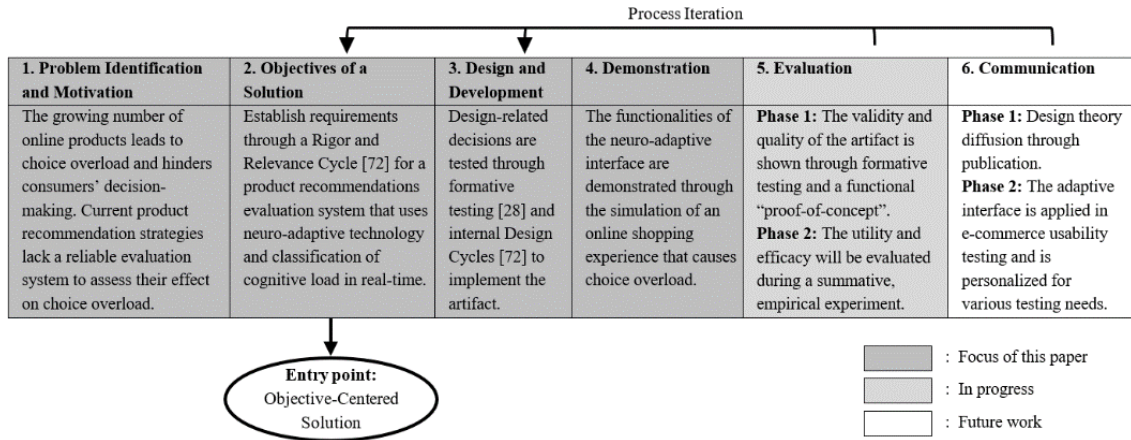 Process Iteration
1. Problem Identification
and Motivation
The growing number of
online products leads to
choice overload and hinders
consumers’ decision-
making. Current product
recommendation strategies
lack a reliable evaluation
system to assess their effect
on choice overload.
2. Objectives of a
Solution
Establish requirements
through a Rigor and
Relevance Cycle [72] for a
product recommendations
evaluation system that uses
neuro-adaptive technology
and classification of
cognitive load in real-time.
3. Design and
Development
Design-related
decisions are
tested through
formative
testing [28] and
internal Design
Cycles [72] to
implement the
artifact.
4. Demonstration
The functionalities of
the neuro-adaptive
interface are
demonstrated through
the simulation of an
online shopping
experience that causes
choice overload.
5. Evaluation
Phase 1: The validity and
quality of the artifact is
shown through formative
testing and a functional
“proof-of-concept”.
Phase 2: The utility and
efficacy will be evaluated
during a summative,
empirical experiment.
6. Communication
Phase 1: Design theory
diffusion through
publication.
Phase 2: The adaptive
interface is applied in
e-commerce usability
testing and is
personalized for
various testing needs.
Entry point:
Objective-Centered
Solution
: Focus of this paper
: In progress
: Future work